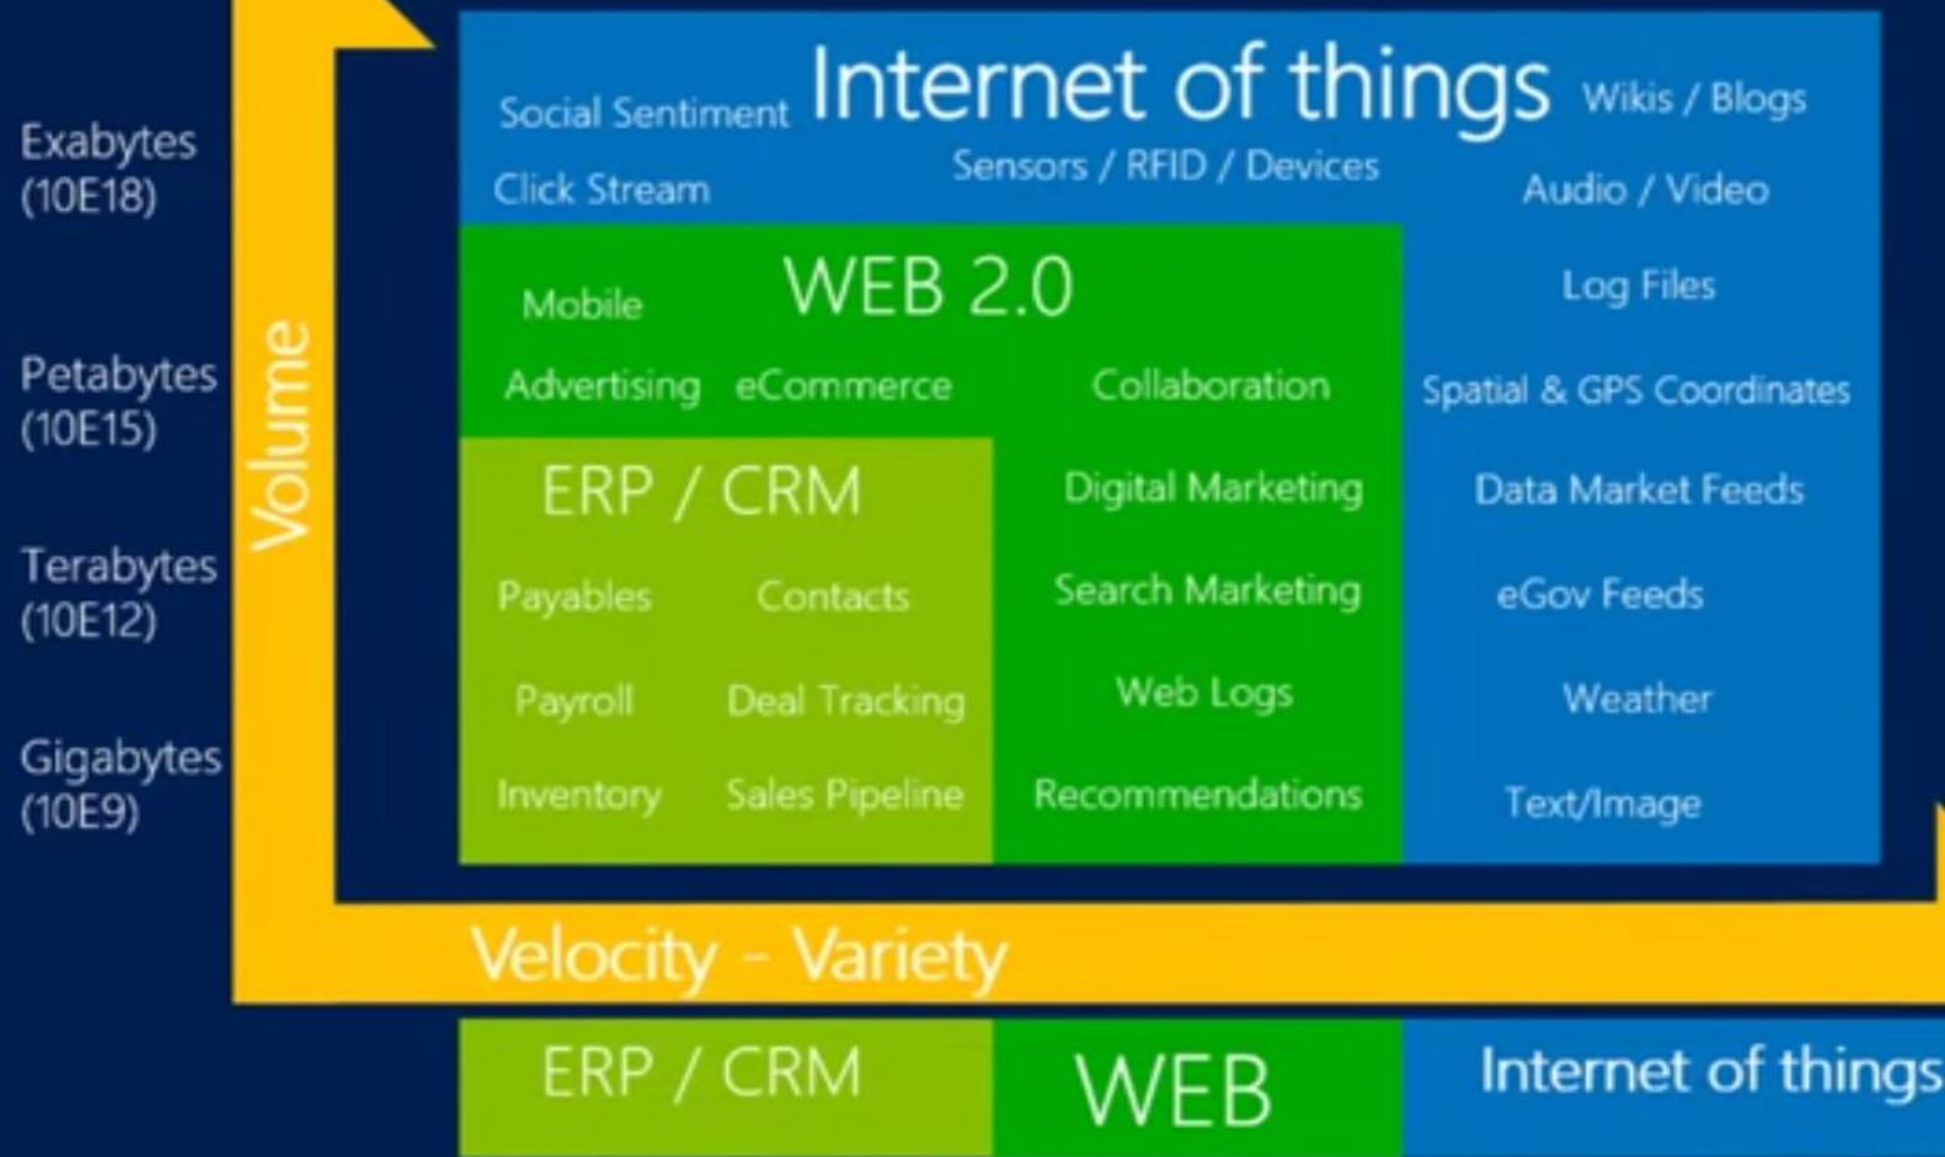 Exabytes
(10E18)
Petabytes
(10E15)
Terabytes
(10E12)
Gigabytes
(10E9)
Volume
Internet of things
Social Sentiment
Wikis / Blogs
Sensors / RFID / Devices
Click Stream
Audio / Video
Log Files
Spatial & GPS Coordinates
Data Market Feeds
eGov Feeds
Weather
Text/Image
WEB 2.0
Mobile
Advertising eCommerce Collaboration
Digital Marketing
Search Marketing
Web Logs
Recommendations
ERP / CRM
Payables Contacts
Payroll Deal Tracking
Inventory Sales Pipeline
Velocity - Variety
ERP / CRM
WEB
Internet of things